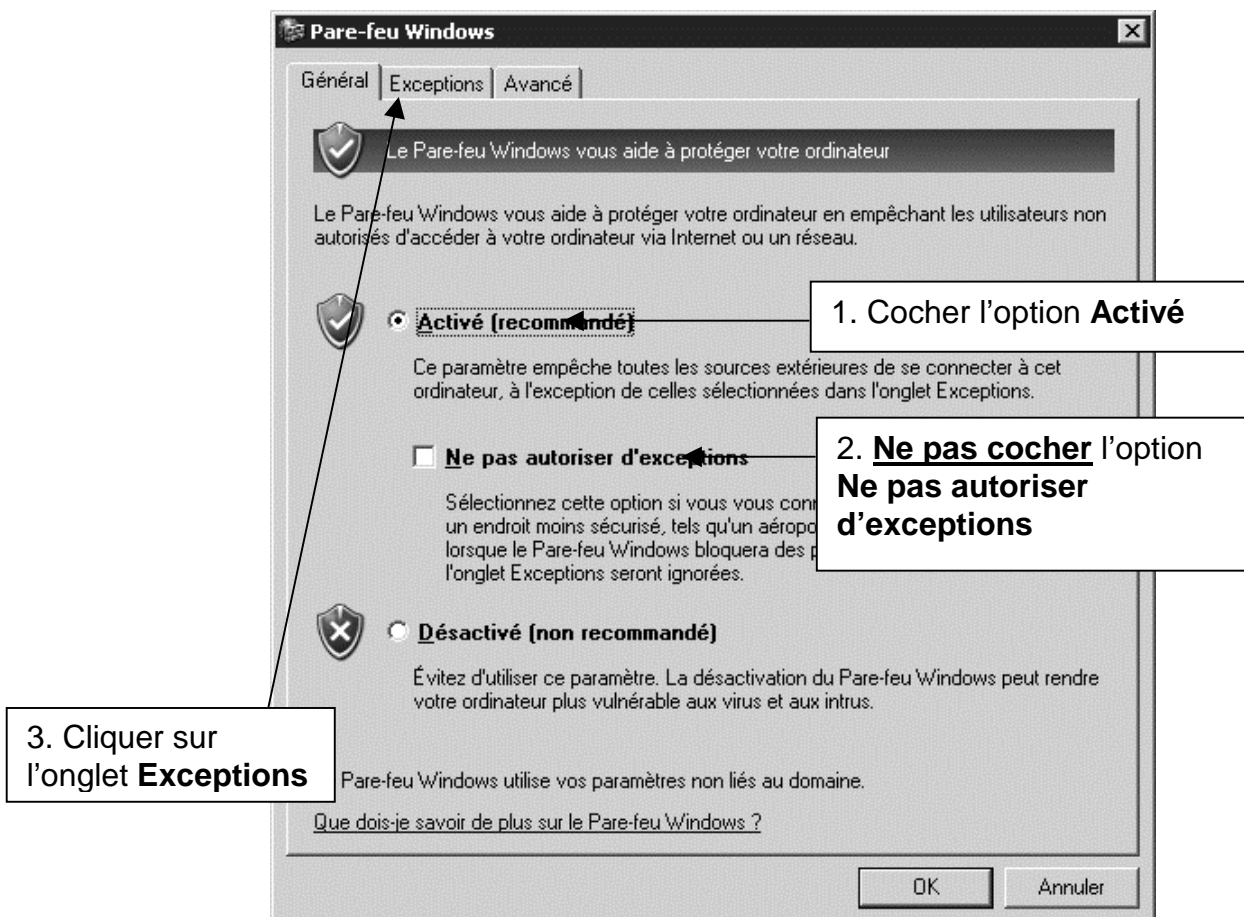 Pare-feu Windows
Général Exceptions Avancé
Le Pare-feu Windows vous aide à protéger votre ordinateur
Le Pare-feu Windows vous aide à protéger votre ordinateur en empêchant les utilisateurs non
autorisés d'accéder à votre ordinateur via Internet ou un réseau.
Activé (recommandé)
1. Cocher l’option Activé
Ce paramètre empêche toutes les sources extérieures de se connecter à cet
ordinateur, à l'exception de celles sélectionnées dans l'onglet Exceptions.
Ne pas autoriser d'exceptions
2. Ne pas cocher l’option
Ne pas autoriser
d’exceptions
Sélectionnez cette option si vous vous
un endroit moins sécurisé, tels qu'un
lorsque le Pare-feu Windows bloquera des
l'onglet Exceptions seront ignorées.
Désactivé (non recommandé)
Évitez d'utiliser ce paramètre. La désactivation du Pare-feu Windows peut rendre
votre ordinateur plus vulnérable aux virus et aux intrus.
3. Cliquer sur
l’onglet Exceptions
Pare-feu Windows utilise vos paramètres non liés au domaine.
Que dois-je savoir de plus sur le Pare-feu Windows ?
OK Annuler